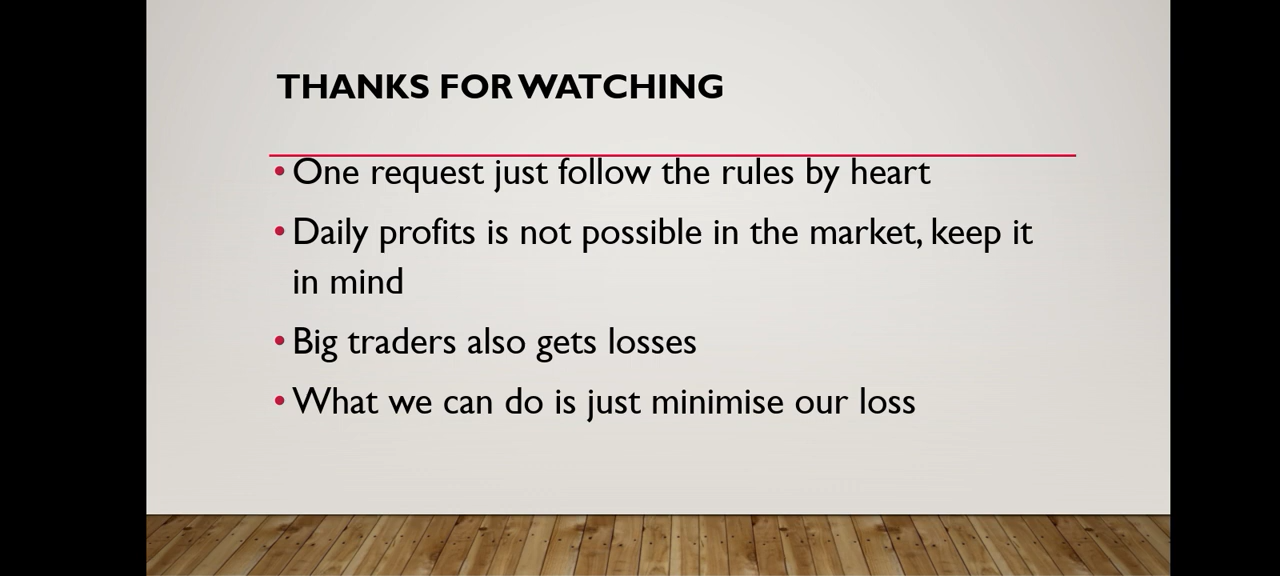 THANKS FOR WATCHING
• One request just follow the rules by heart
• Daily profits is not possible in the market, keep it
in mind
• Big traders also gets losses
• What we can do is just minimise our loss